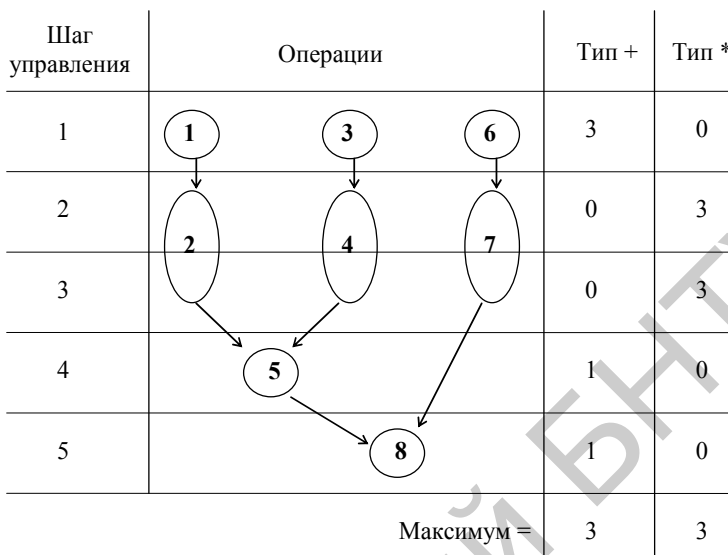 Шаг управления Операции Тип + Тип *
1 1 3 6 3 0
2 2 4 7 0 3
3 0 3
4 5 1 0
5 8 1 0
Максимум = 3 3